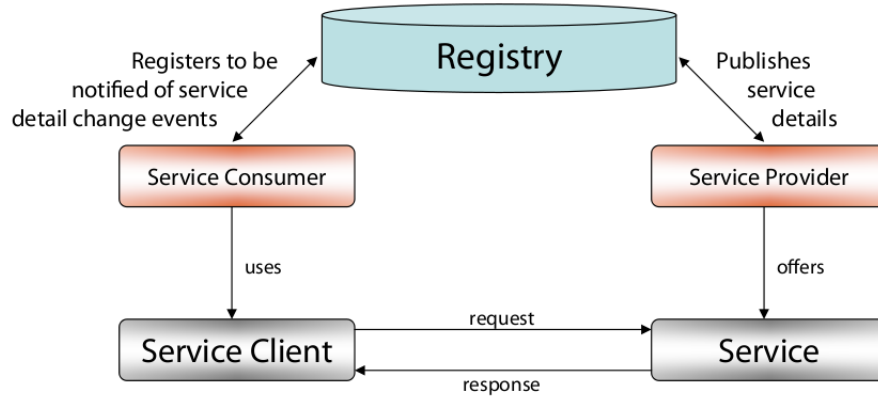 Registry
Registers to be
notified of service
detail change events
Publishes
service
details
Service Consumer
Service Provider
uses
offers
request
Service Client
Service
response